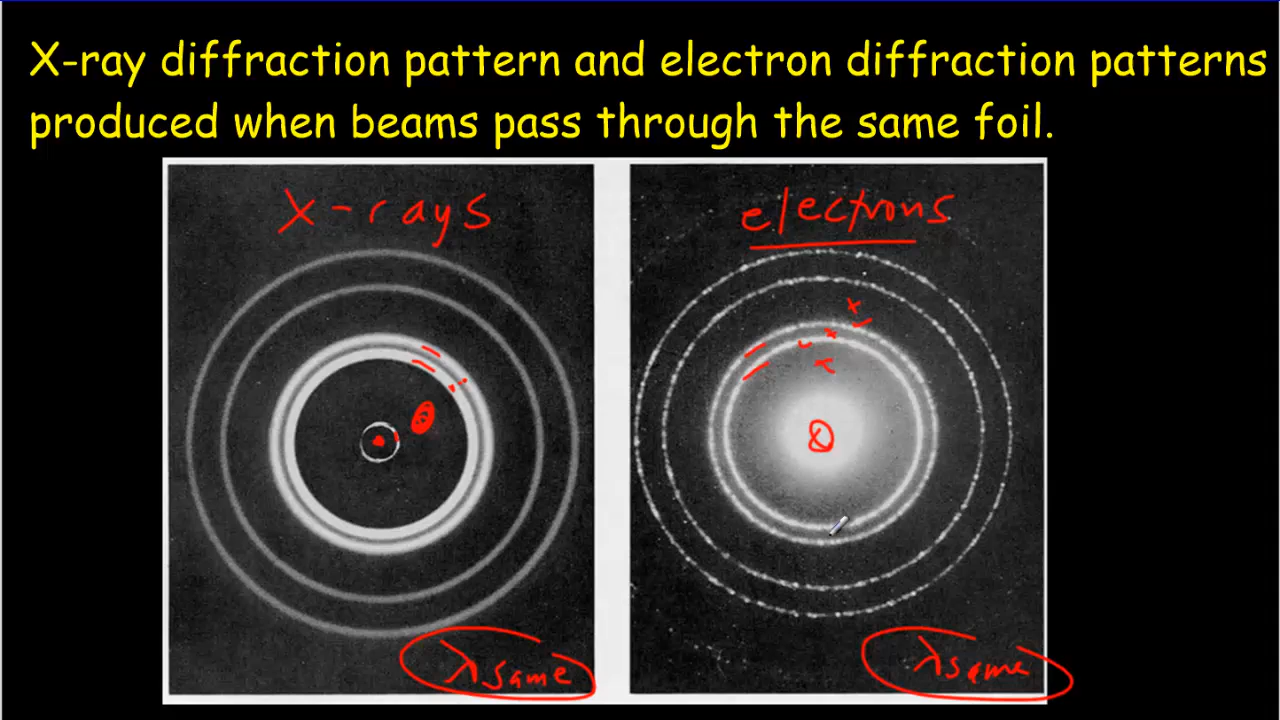 X-ray diffraction pattern and electron diffraction patterns
produced when beams pass through the same foil.
X-rays
electrons
λ same
λ same